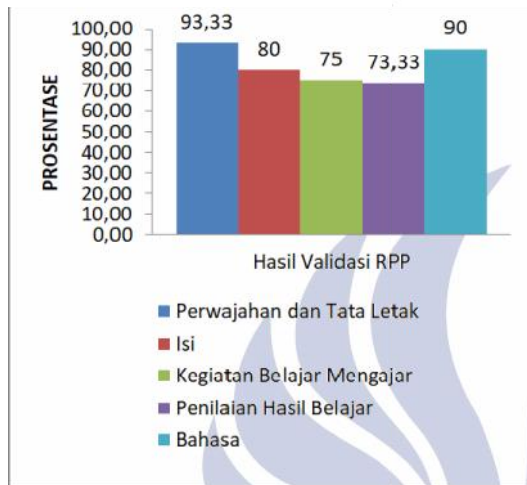 93,33
80
75
73,33
90
100,00
90,00
80,00
70,00
60,00
50,00
40,00
30,00
20,00
10,00
0,00
PROSENTASE
Hasil Validasi RPP
Perwajahan dan Tata Letak
Isi
Kegiatan Belajar Mengajar
Penilaian Hasil Belajar
Bahasa